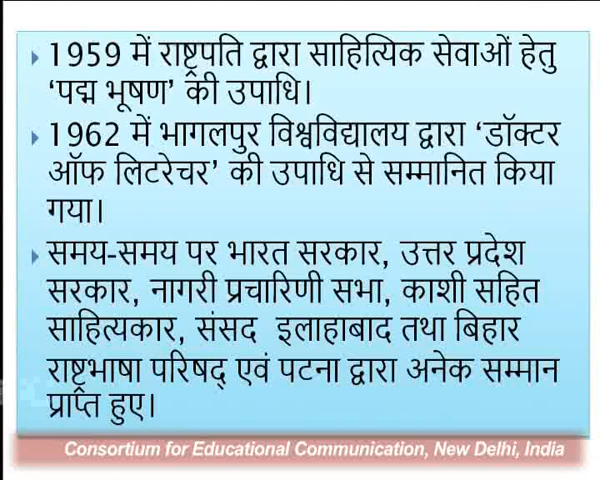 1959 में राष्ट्रपति द्वारा साहित्यिक सेवाओं हेतु
‘पद्म भूषण’ की उपाधि।
1962 में भागलपुर विश्वविद्यालय द्वारा ‘डॉक्टर
ऑफ लिटरेचर’ की उपाधि से सम्मानित किया
गया।
समय-समय पर भारत सरकार, उत्तर प्रदेश
सरकार, नागरी प्रचारिणी सभा, काशी सहित
साहित्यकार, संसद इलाहाबाद तथा बिहार
राष्ट्रभाषा परिषद् एवं पटना द्वारा अनेक सम्मान
प्राप्त हुए।
Consortium for Educational Communication, New Delhi, India